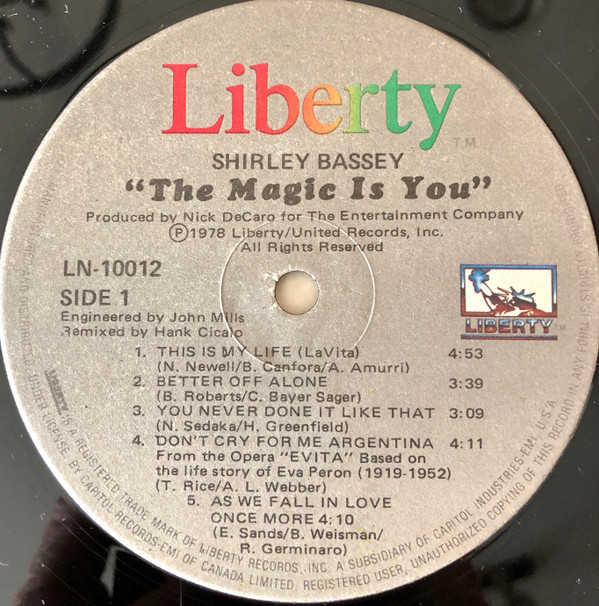 Liberty
T.M.
SHIRLEY BASSEY
"The Magic Is You"
Produced by Nick DeCaro for The Entertainment Company
Ⓟ1978 Liberty/United Records, Inc.
All Rights Reserved
LN-10012
SIDE 1
Engineered by John Mills
Remixed by Hank Cicalo
LIBERTY TM
1. THIS IS MY LIFE (LaVita) 4:53
(N. Newell/B. Canfora/A. Amurri)
2. BETTER OFF ALONE 3:39
(B. Roberts/C. Bayer Sager)
3. YOU NEVER DONE IT LIKE THAT 3:09
(N. Sedaka/H. Greenfield)
4. DON'T CRY FOR ME ARGENTINA 4:11
From the Opera "EVITA" Based on
the life story of Eva Peron (1919-1952)
(T. Rice/A. L. Webber)
5. AS WE FALL IN LOVE
ONCE MORE 4:10
(E. Sands/B. Weisman/
R. Germinaro)
LIBERTY IS A REGISTERED TRADE MARK OF LIBERTY RECORDS, INC. A SUBSIDIARY OF CAPITOL INDUSTRIES-EMI, U.S.A.
UNDER LICENSE BY CAPITOL RECORDS-EMI OF CANADA LIMITED, REGISTERED USER. UNAUTHORIZED COPYING OF THIS RECORD IN ANY FORM IS